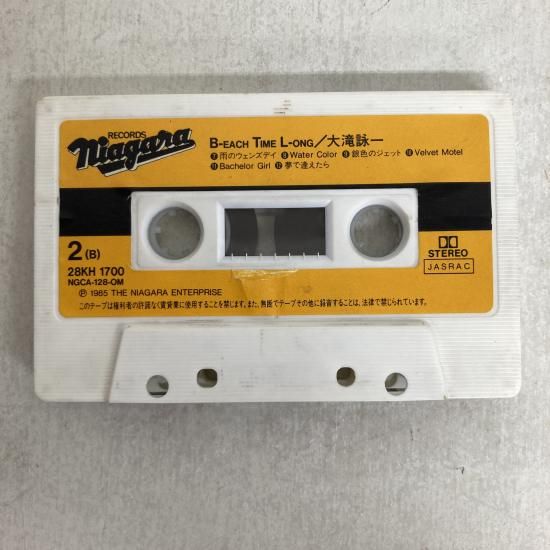 RECORDS
Niagara
B-EACH TIME L-ONG/大滝詠一
⑦雨のウェンズデイ ⑧Water Color ⑨銀色のジェット ⑩Velvet Motel
⑪Bachelor Girl ⑫夢で逢えたら
2(B)
28KH 1700
NGCA-128-OM
STEREO
JASRAC
Ⓟ 1985 THE NIAGARA ENTERPRISE
このテープは権利者の許諾なく賃貸業に使用することを禁じます。また、無断でテープその他に録音することは、法律で禁じられています。